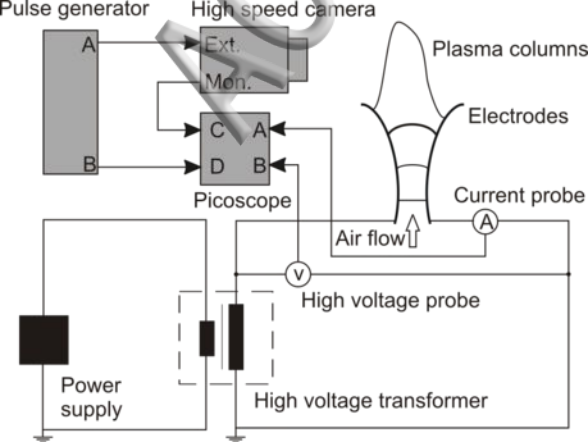 Pulse generator
High speed camera
A
Ext.
Mon.
Plasma columns
Electrodes
C
A
B
D
B
Picoscope
Current probe
A
Air flow
V
High voltage probe
Power
supply
High voltage transformer